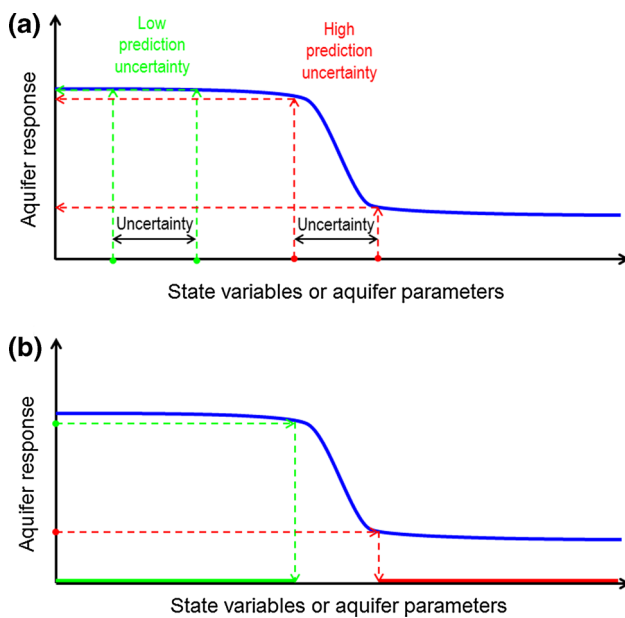 (a)
Low
prediction
uncertainty
High
prediction
uncertainty
Aquifer response
Uncertainty
Uncertainty
State variables or aquifer parameters
(b)
Aquifer response
State variables or aquifer parameters